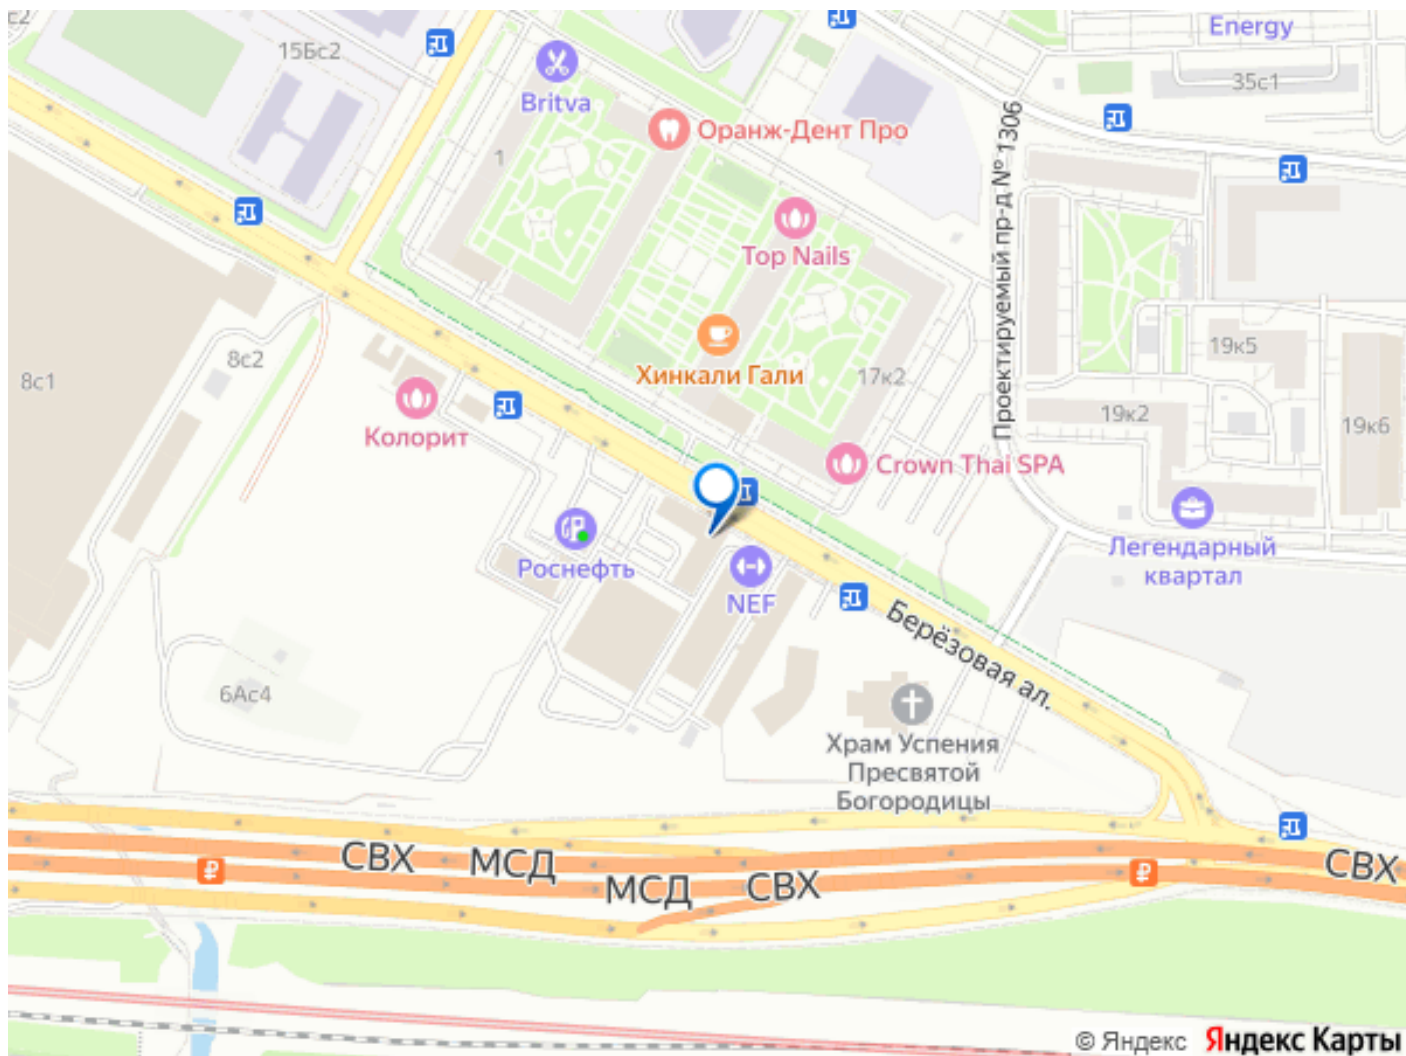 15Бс2
Energy
35с1
Britva
Оранж-Дент Про
1
Проектируемый пр-д № 1306
Top Nails
8с2
8с1
Хинкали Гали
17к2
19к5
19к2
19к6
Колорит
Crown Thai SPA
Роснефть
NEF
Легендарный
квартал
Берёзовая ал.
6Ас4
Храм Успения
Пресвятой
Богородицы
СВХ
МСД
МСД
СВХ
СВХ
© Яндекс
Яндекс Карты